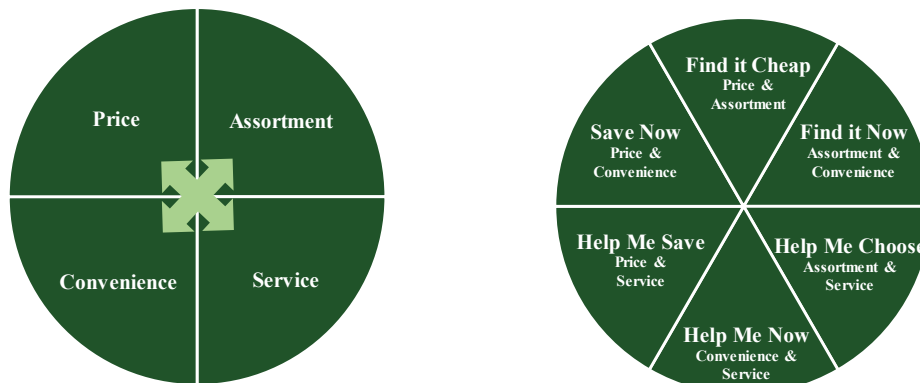 Price
Assortment
Convenience
Service
Find it Cheap
Price &
Assortment
Save Now
Price &
Convenience
Find it Now
Assortment &
Convenience
Help Me Save
Price &
Service
Help Me Choose
Assortment &
Service
Help Me Now
Convenience &
Service